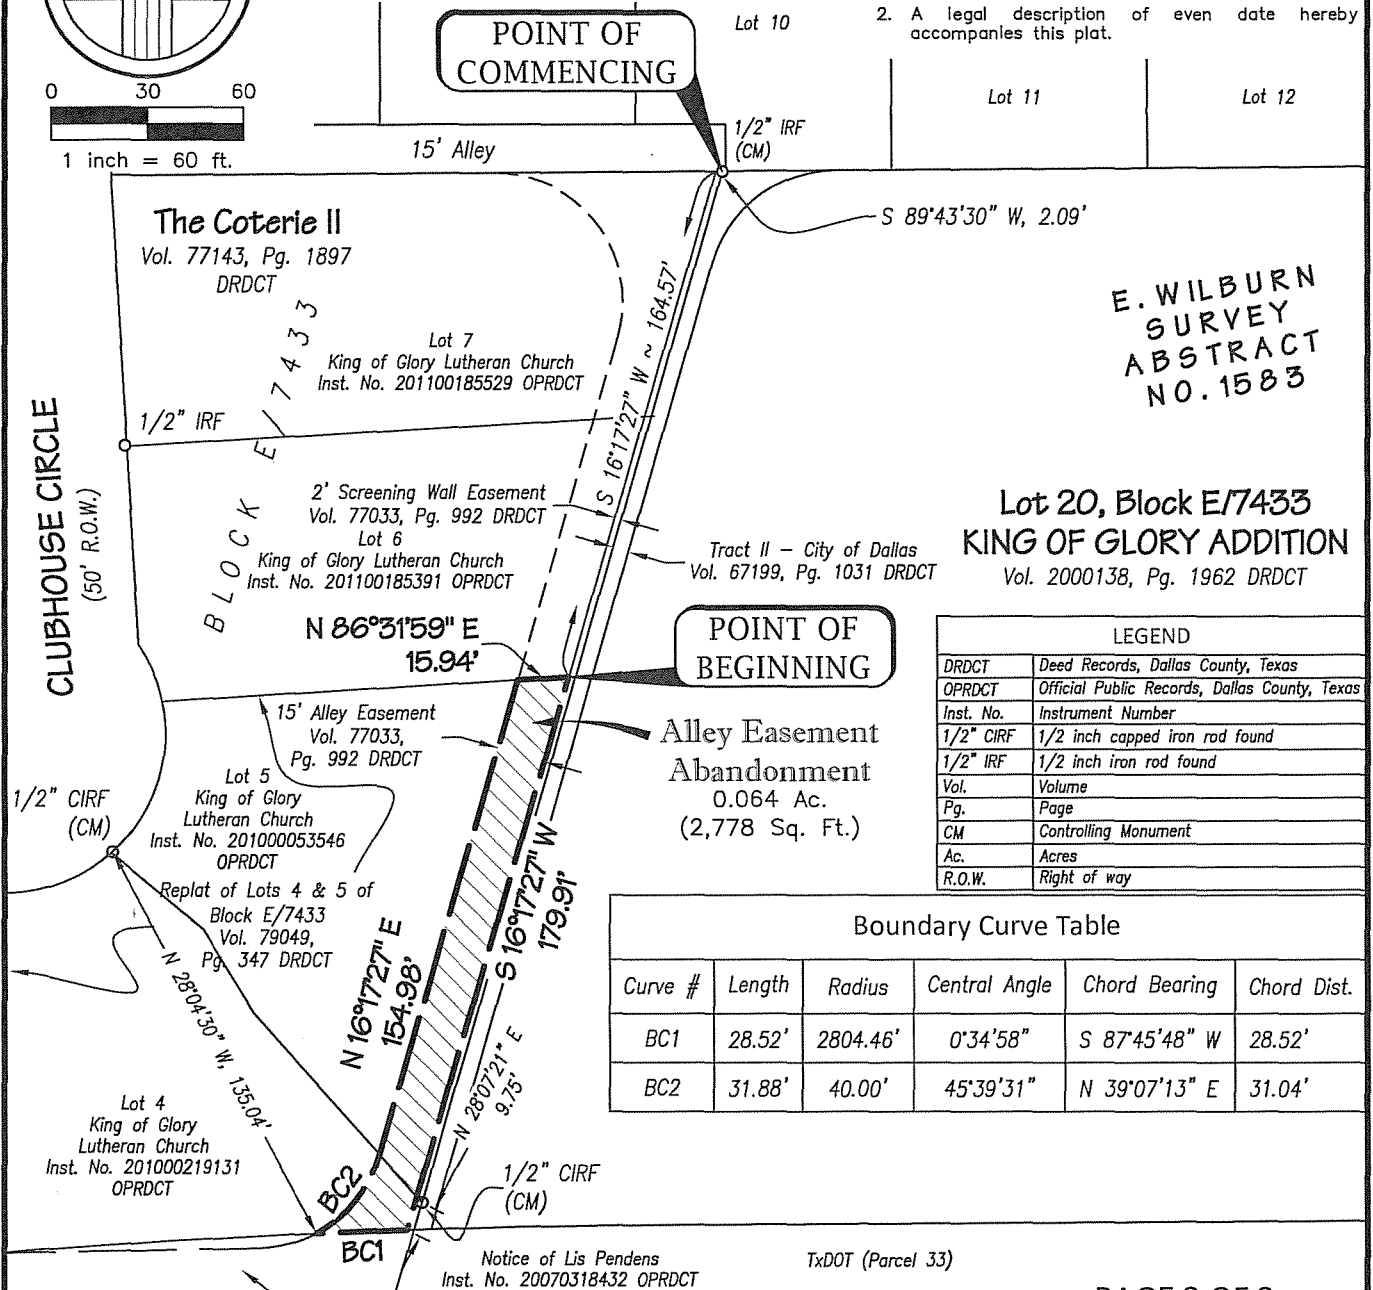 POINT OF
COMMENCING
Lot 10
2. A legal description of even date hereby
accompanies this plat.
0 30 60
1 inch = 60 ft.
15' Alley
1/2" IRF
(CM)
Lot 11
Lot 12
S 89°43'30" W, 2.09'
The Coterie II
Vol. 77143, Pg. 1897
DRDCT
E. WILBURN
SURVEY
ABSTRACT
NO. 1583
BLOCK E/7433
Lot 7
King of Glory Lutheran Church
Inst. No. 201100185529 OPRDCT
S 16°17'27" W ~ 164.57'
1/2" IRF
CLUBHOUSE CIRCLE
(50' R.O.W.)
2' Screening Wall Easement
Vol. 77033, Pg. 992 DRDCT
Lot 6
King of Glory Lutheran Church
Inst. No. 201100185391 OPRDCT
Tract II – City of Dallas
Vol. 67199, Pg. 1031 DRDCT
Lot 20, Block E/7433
KING OF GLORY ADDITION
Vol. 2000138, Pg. 1962 DRDCT
N 86°31'59" E
15.94'
POINT OF
BEGINNING
LEGEND
DRDCT Deed Records, Dallas County, Texas
OPRDCT Official Public Records, Dallas County, Texas
Inst. No. Instrument Number
1/2" CIRF 1/2 inch capped iron rod found
1/2" IRF 1/2 inch iron rod found
Vol. Volume
Pg. Page
CM Controlling Monument
Ac. Acres
R.O.W. Right of way
15' Alley Easement
Vol. 77033,
Pg. 992 DRDCT
Alley Easement
Abandonment
0.064 Ac.
(2,778 Sq. Ft.)
1/2" CIRF
(CM)
Lot 5
King of Glory
Lutheran Church
Inst. No. 201000053546
OPRDCT
Replat of Lots 4 & 5 of
Block E/7433
Vol. 79049,
Pg. 347 DRDCT
S 16°17'27" W
179.91'
N 16°17'27" E
154.98'
N 28°04'30" W, 135.04'
N 28°07'21" E
9.75'
Boundary Curve Table
Curve # Length Radius Central Angle Chord Bearing Chord Dist.
BC1 28.52' 2804.46' 0°34'58" S 87°45'48" W 28.52'
BC2 31.88' 40.00' 45°39'31" N 39°07'13" E 31.04'
Lot 4
King of Glory
Lutheran Church
Inst. No. 201000219131
OPRDCT
BC2
BC1
1/2" CIRF
(CM)
Notice of Lis Pendens
Inst. No. 20070318432 OPRDCT
TxDOT (Parcel 33)